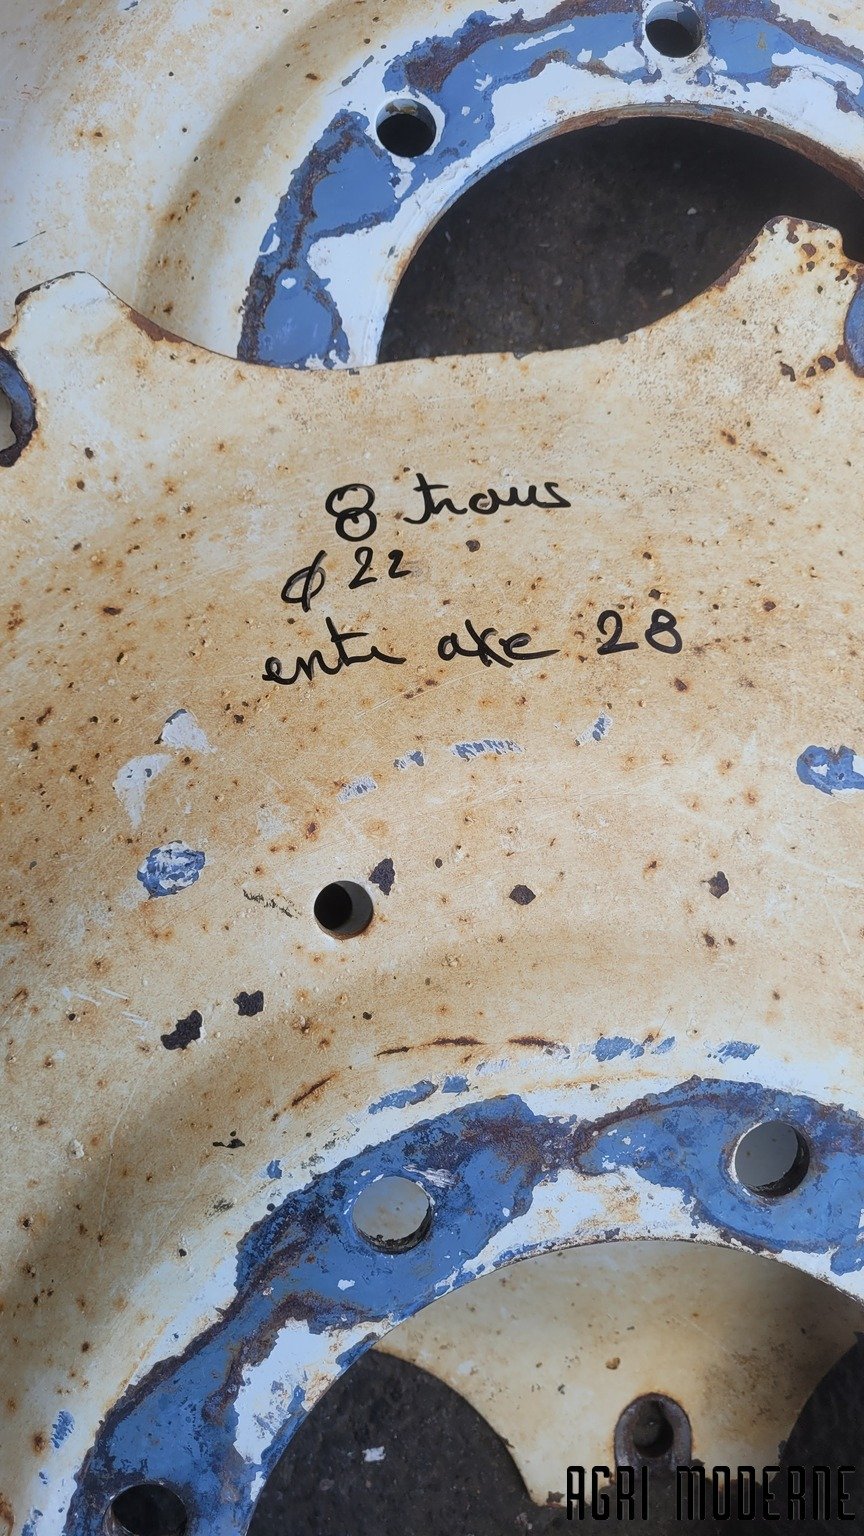 8 trous
ϕ 22
entr axe 28
AGRI MODERNE